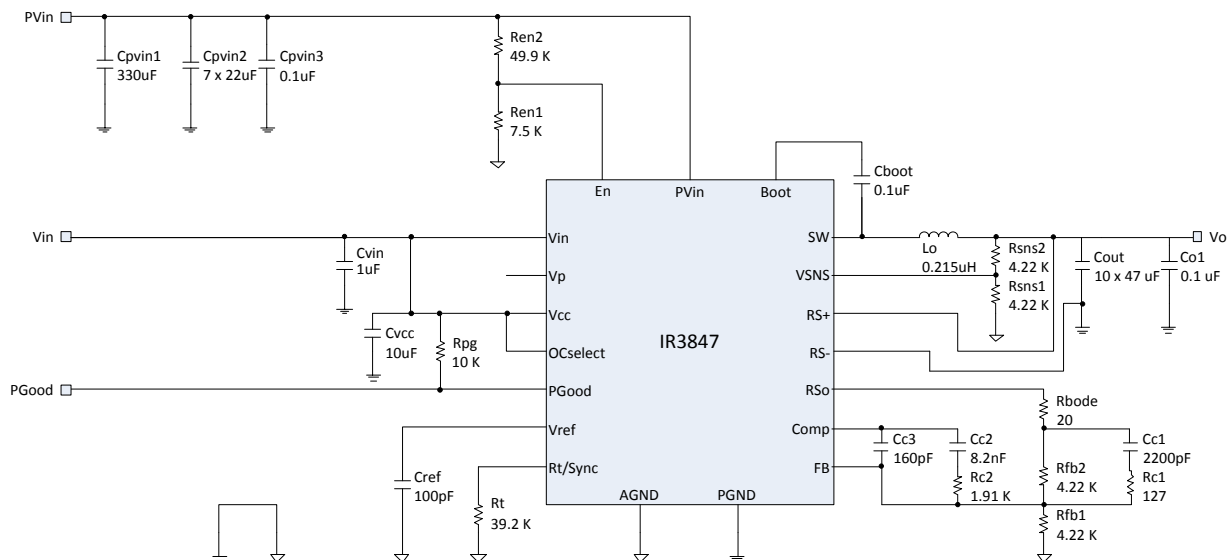 PVin
Cpvin1
330uF
Cpvin2
7 x 22uF
Cpvin3
0.1uF
Ren2
49.9 K
Ren1
7.5 K
Cboot
0.1uF
En
PVin
Boot
Vin
Cvin
1uF
Vin
Vp
Vcc
OCselect
PGood
Vref
Rt/Sync
IR3847
SW
VSNS
RS+
RS-
RSo
Comp
FB
AGND
PGND
Lo
0.215uH
Rsns2
4.22 K
Rsns1
4.22 K
Cout
10 x 47 uF
Co1
0.1 uF
Vo
Cvcc
10uF
Rpg
10 K
PGood
Cref
100pF
Rt
39.2 K
Rbode
20
Cc3
160pF
Cc2
8.2nF
Rc2
1.91 K
Rfb2
4.22 K
Cc1
2200pF
Rc1
127
Rfb1
4.22 K